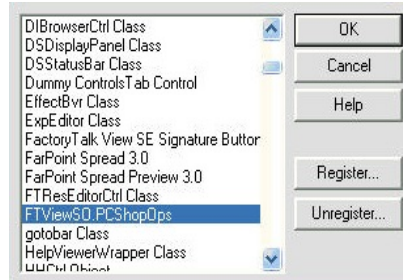 DIBrowserCtrl Class
DSDisplayPanel Class
DSStatusBar Class
Dummy ControlsTab Control
EffectBvr Class
ExpEditor Class
FactoryTalk View SE Signature Button
FarPoint Spread 3.0
FarPoint Spread Preview 3.0
FTResEditorCtrl Class
FTViewSO.PCShopOps
gotobar Class
HelpViewerWrapper Class
HHCtrl Object
OK
Cancel
Help
Register...
Unregister...